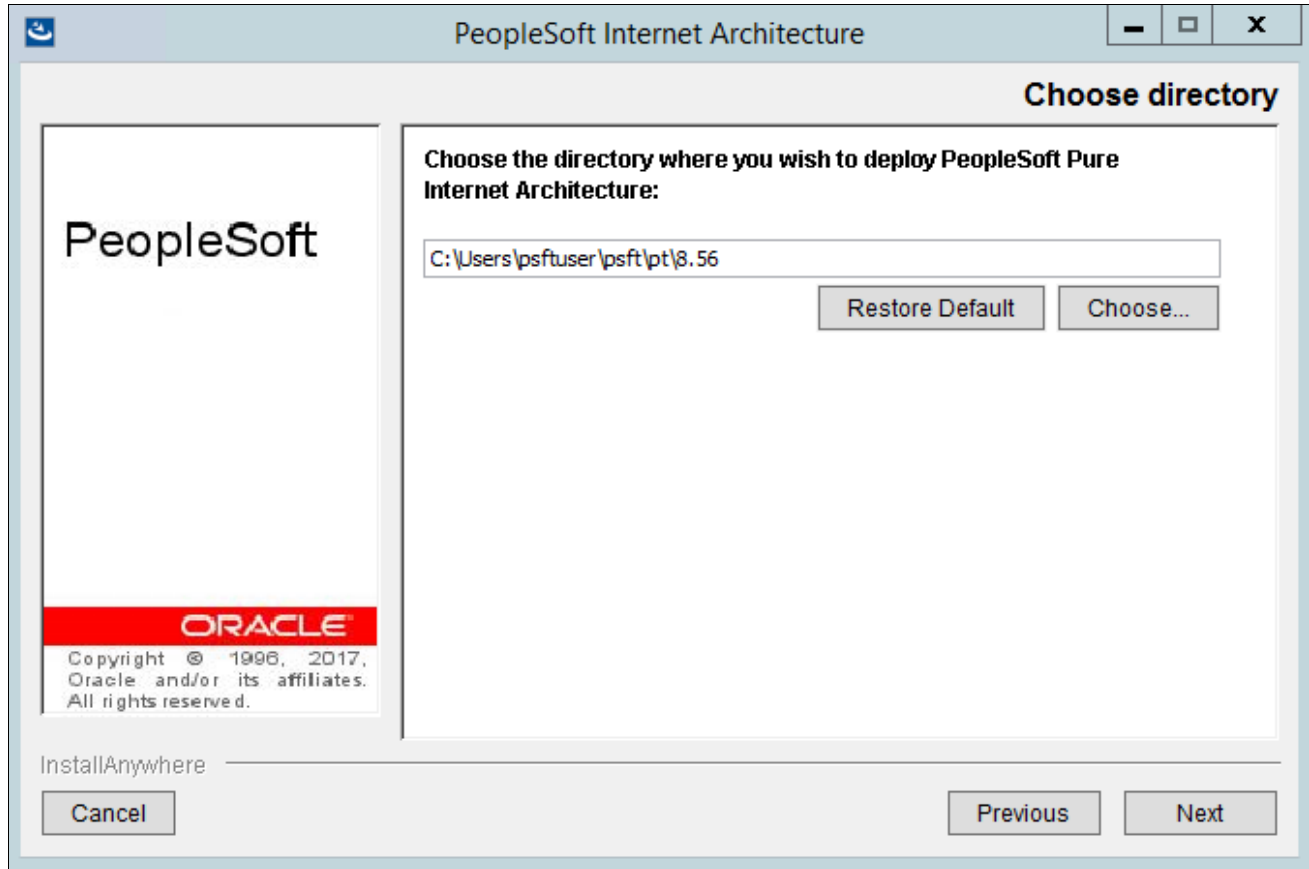 PeopleSoft Internet Architecture
Choose directory
PeopleSoft
ORACLE
Copyright © 1996, 2017,
Oracle and/or its affiliates.
All rights reserved.
Choose the directory where you wish to deploy PeopleSoft Pure
Internet Architecture:
C:\Users\psftuser\psft\pt\8.56
Restore Default
Choose...
InstallAnywhere
Cancel
Previous
Next